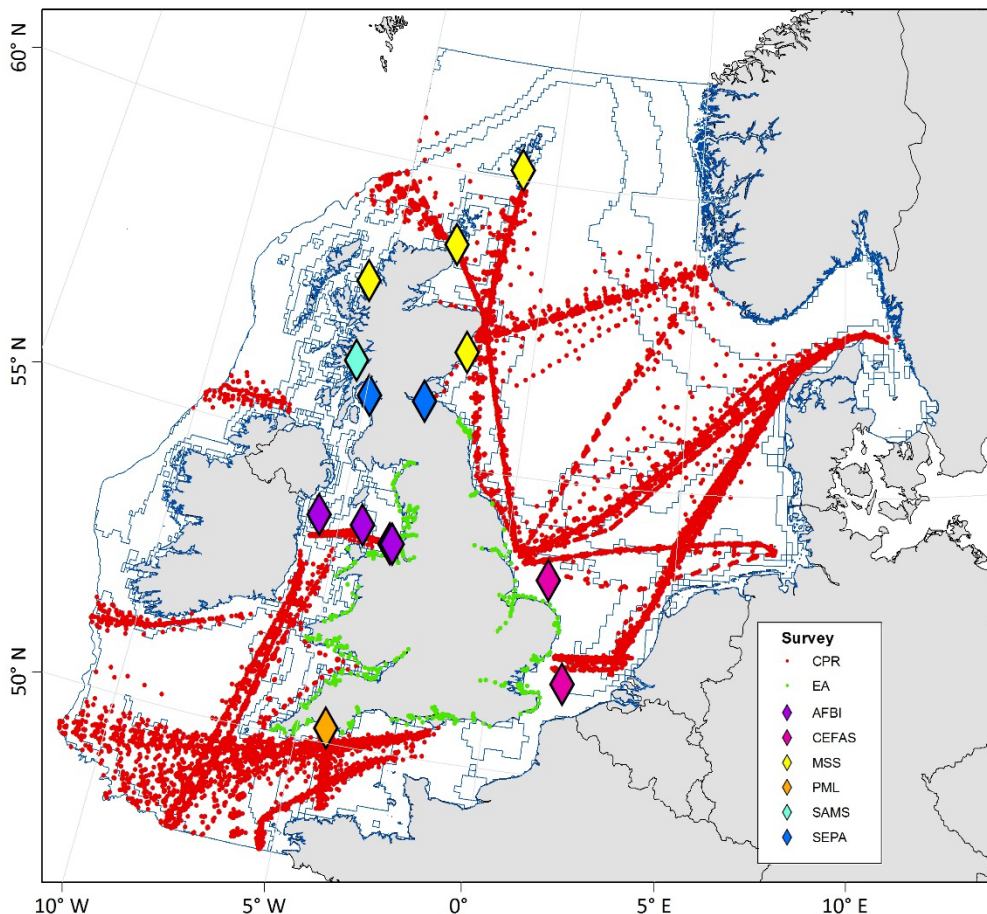 60° N
55° N
50° N
Survey
CPR
EA
AFBI
CEFAS
MSS
PML
SAMS
SEPA
10° W
5° W
0°
5° E
10° E